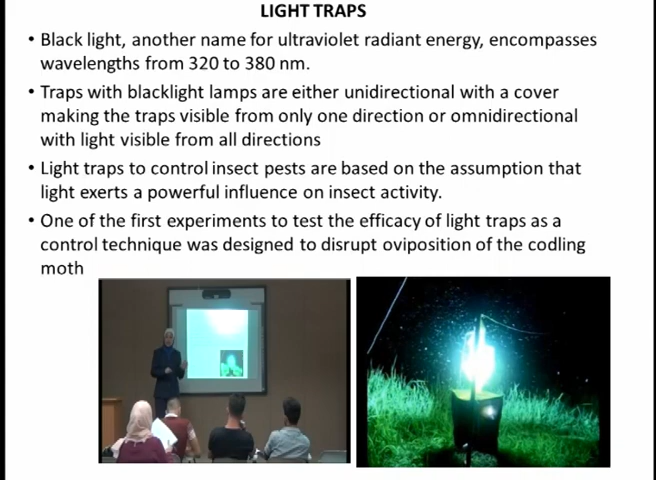 LIGHT TRAPS
• Black light, another name for ultraviolet radiant energy, encompasses
wavelengths from 320 to 380 nm.
• Traps with blacklight lamps are either unidirectional with a cover
making the traps visible from only one direction or omnidirectional
with light visible from all directions
• Light traps to control insect pests are based on the assumption that
light exerts a powerful influence on insect activity.
• One of the first experiments to test the efficacy of light traps as a
control technique was designed to disrupt oviposition of the codling
moth